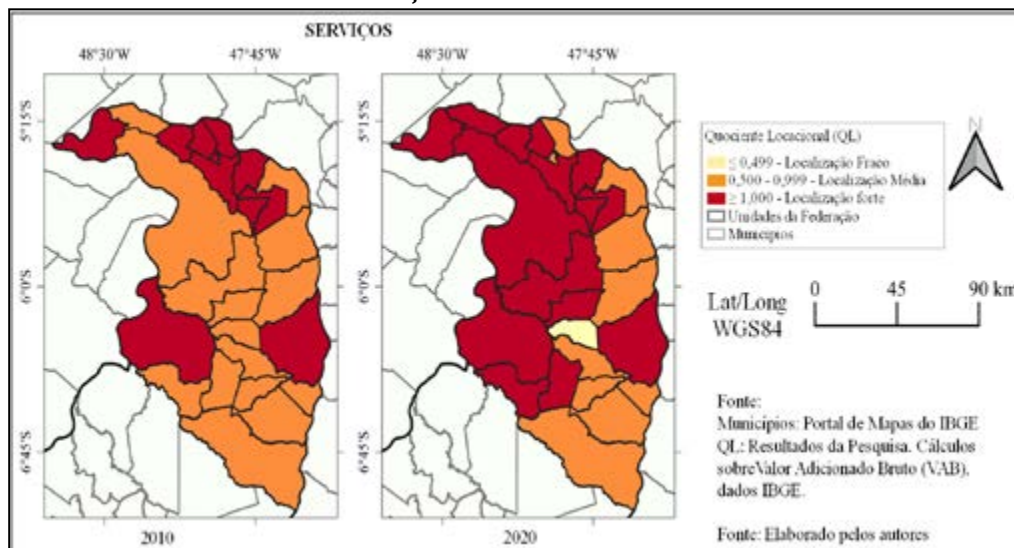 SERVIÇOS
48°30'W
47°45'W
48°30'W
47°45'W
5°15'S
6°0'S
-6°45'S
5°15'S
6°0'S
-6°45'S
2010
2020
Quociente Locacional (QL)
≤ 0,499 - Localização Fraco
0,500 - 0,999 - Localização Média
≥ 1,000 - Localização forte
Unidades da Federação
Municípios
N
Lat/Long
WGS84
0 45 90 km
Fonte:
Municípios: Portal de Mapas do IBGE
QL: Resultados da Pesquisa. Cálculos
sobreValor Adicionado Bruto (VAB),
dados IBGE.
Fonte: Elaborado pelos autores